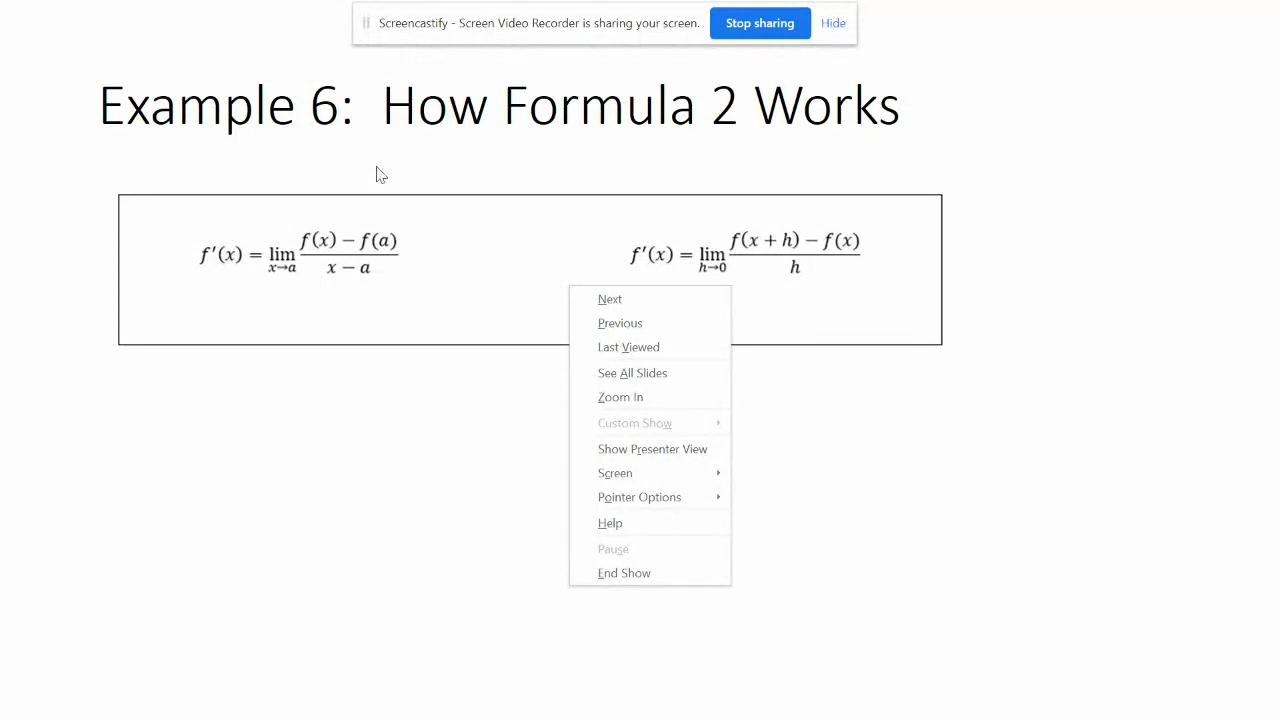 Screencastify - Screen Video Recorder is sharing your screen. Stop sharing Hide
Example 6: How Formula 2 Works
f′(x) = lim x→a f(x) − f(a) / x − a
f′(x) = lim h→0 f(x + h) − f(x) / h
Next
Previous
Last Viewed
See All Slides
Zoom In
Custom Show
Show Presenter View
Screen
Pointer Options
Help
Pause
End Show